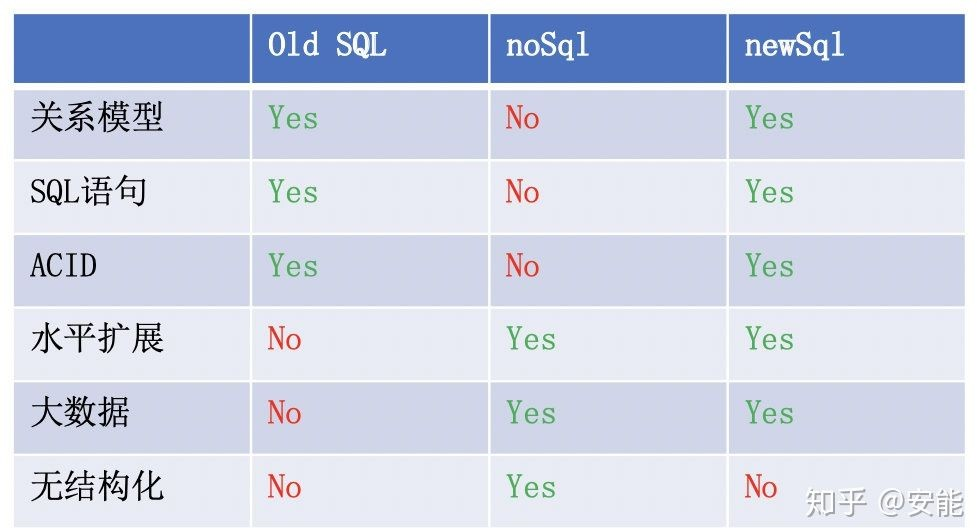 Old SQL noSql newSql
关系模型 Yes No Yes
SQL语句 Yes No Yes
ACID Yes No Yes
水平扩展 No Yes Yes
大数据 No Yes Yes
无结构化 No Yes No
知乎 @安能